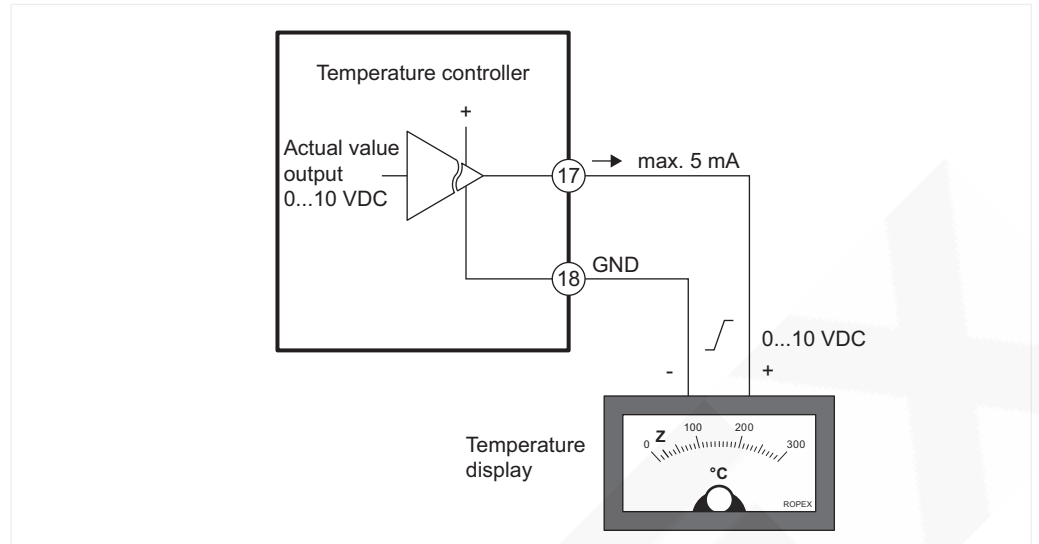 Temperature controller
+
Actual value
output
0...10 VDC
17
max. 5 mA
18
GND
0...10 VDC
-
+
Temperature
display
0
Z
100
200
300
°C
ROPEX